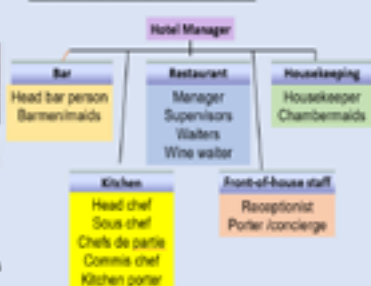 Hotel Manager
Bar
Head bar person
Barmen/maids
Restaurant
Manager
Supervisors
Waiters
Wine waiter
Housekeeping
Housekeeper
Chambermaids
Kitchen
Head chef
Sous chef
Chefs de partie
Commis chef
Kitchen porter
Front-of-house staff
Receptionist
Porter /concierge